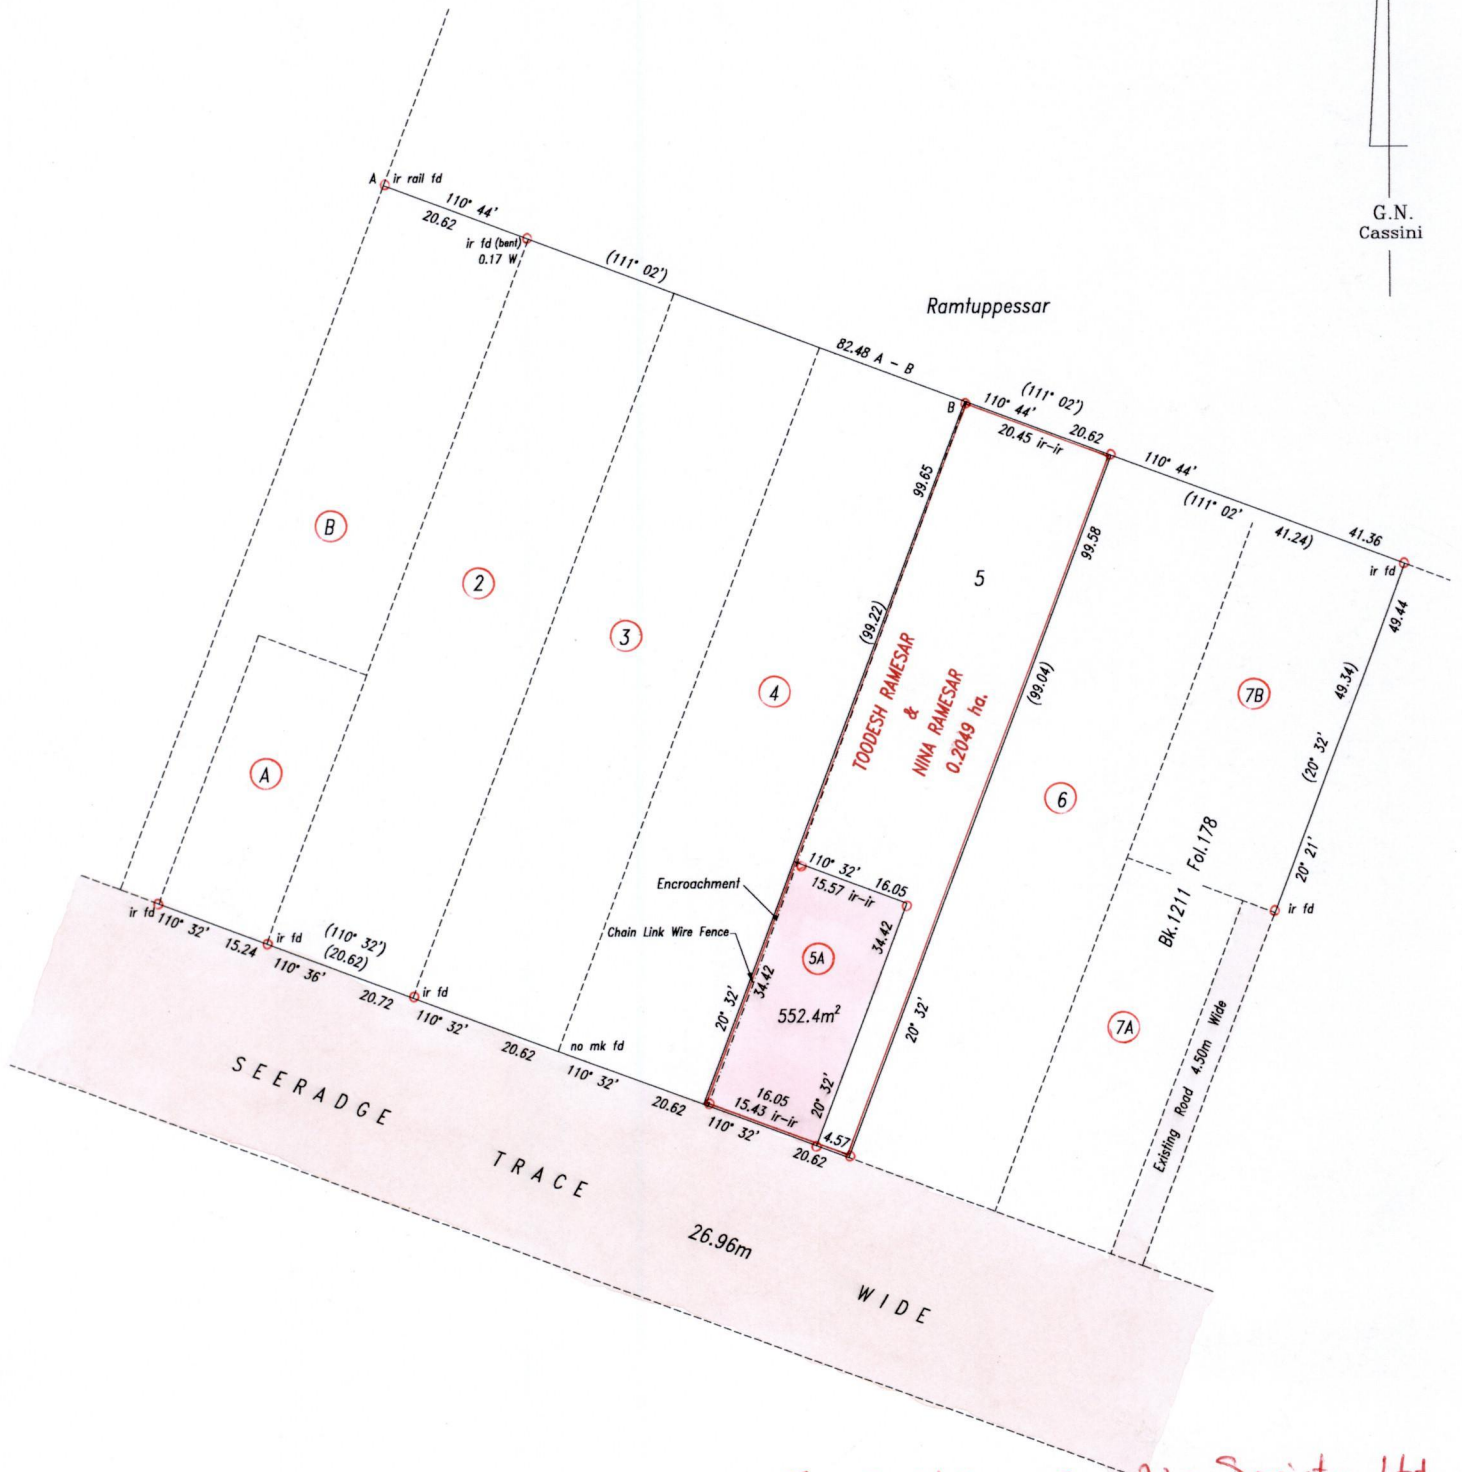 G.N.
Cassini
A
ir rail fd
110° 44'
20.62
ir fd (bent)
0.17 W
(111° 02')
Ramtuppessar
82.48 A - B
B
110° 44'
(111° 02')
20.45 ir-ir
20.62
110° 44'
(111° 02'
41.24)
41.36
ir fd
49.44
49.34)
(20° 32'
20° 21'
ir fd
99.65
(99.22)
99.58
(99.04)
20° 32'
5
TOODESH RAMESAR
&
NINA RAMESAR
0.2049 ha.
B
2
3
4
6
7B
A
7A
Bk.1211 Fol.178
Existing Road 4.50m Wide
Encroachment
Chain Link Wire Fence
110° 32'
15.57 ir-ir
16.05
34.42
5A
552.4m²
34.42
20° 32'
20° 32'
16.05
15.43 ir-ir
4.57
ir fd
110° 32'
15.24
ir fd
(110° 32')
(20.62)
110° 36'
20.72
ir fd
110° 32'
20.62
no mk fd
110° 32'
20.62
110° 32'
20.62
SEERADGE TRACE
26.96m WIDE